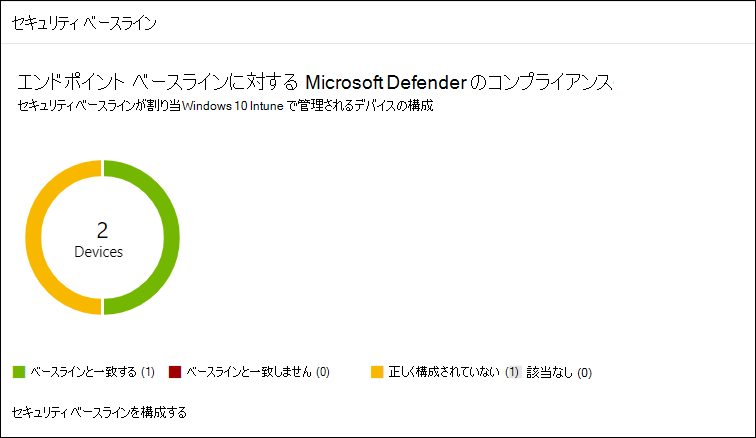 セキュリティ ベースライン
エンドポイント ベースラインに対する Microsoft Defender のコンプライアンス
セキュリティベースラインが割り当Windows 10 Intune で管理されるデバイスの構成
2
Devices
ベースラインと一致する (1) ベースラインと一致しません (0) 正しく構成されていない (1) 該当なし (0)
セキュリティ ベースラインを構成する